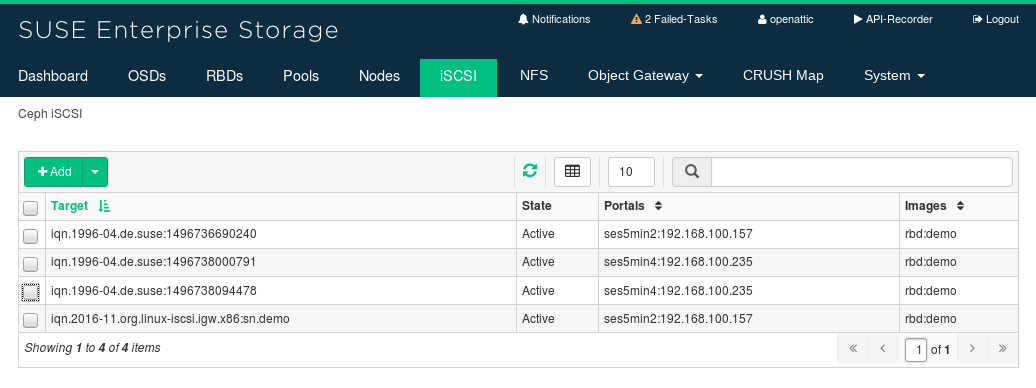 SUSE Enterprise Storage
Notifications 2 Failed-Tasks openattic API-Recorder Logout
Dashboard OSDs RBDs Pools Nodes iSCSI NFS Object Gateway CRUSH Map System
Ceph iSCSI
Add 10
Target State Portals Images
iqn.1996-04.de.suse:1496736690240 Active ses5min2:192.168.100.157 rbd:demo
iqn.1996-04.de.suse:1496738000791 Active ses5min4:192.168.100.235 rbd:demo
iqn.1996-04.de.suse:1496738094478 Active ses5min4:192.168.100.235 rbd:demo
iqn.2016-11.org.linux-iscsi.igw.x86:sn.demo Active ses5min2:192.168.100.157 rbd:demo
Showing 1 to 4 of 4 items « ‹ 1 of 1 › »